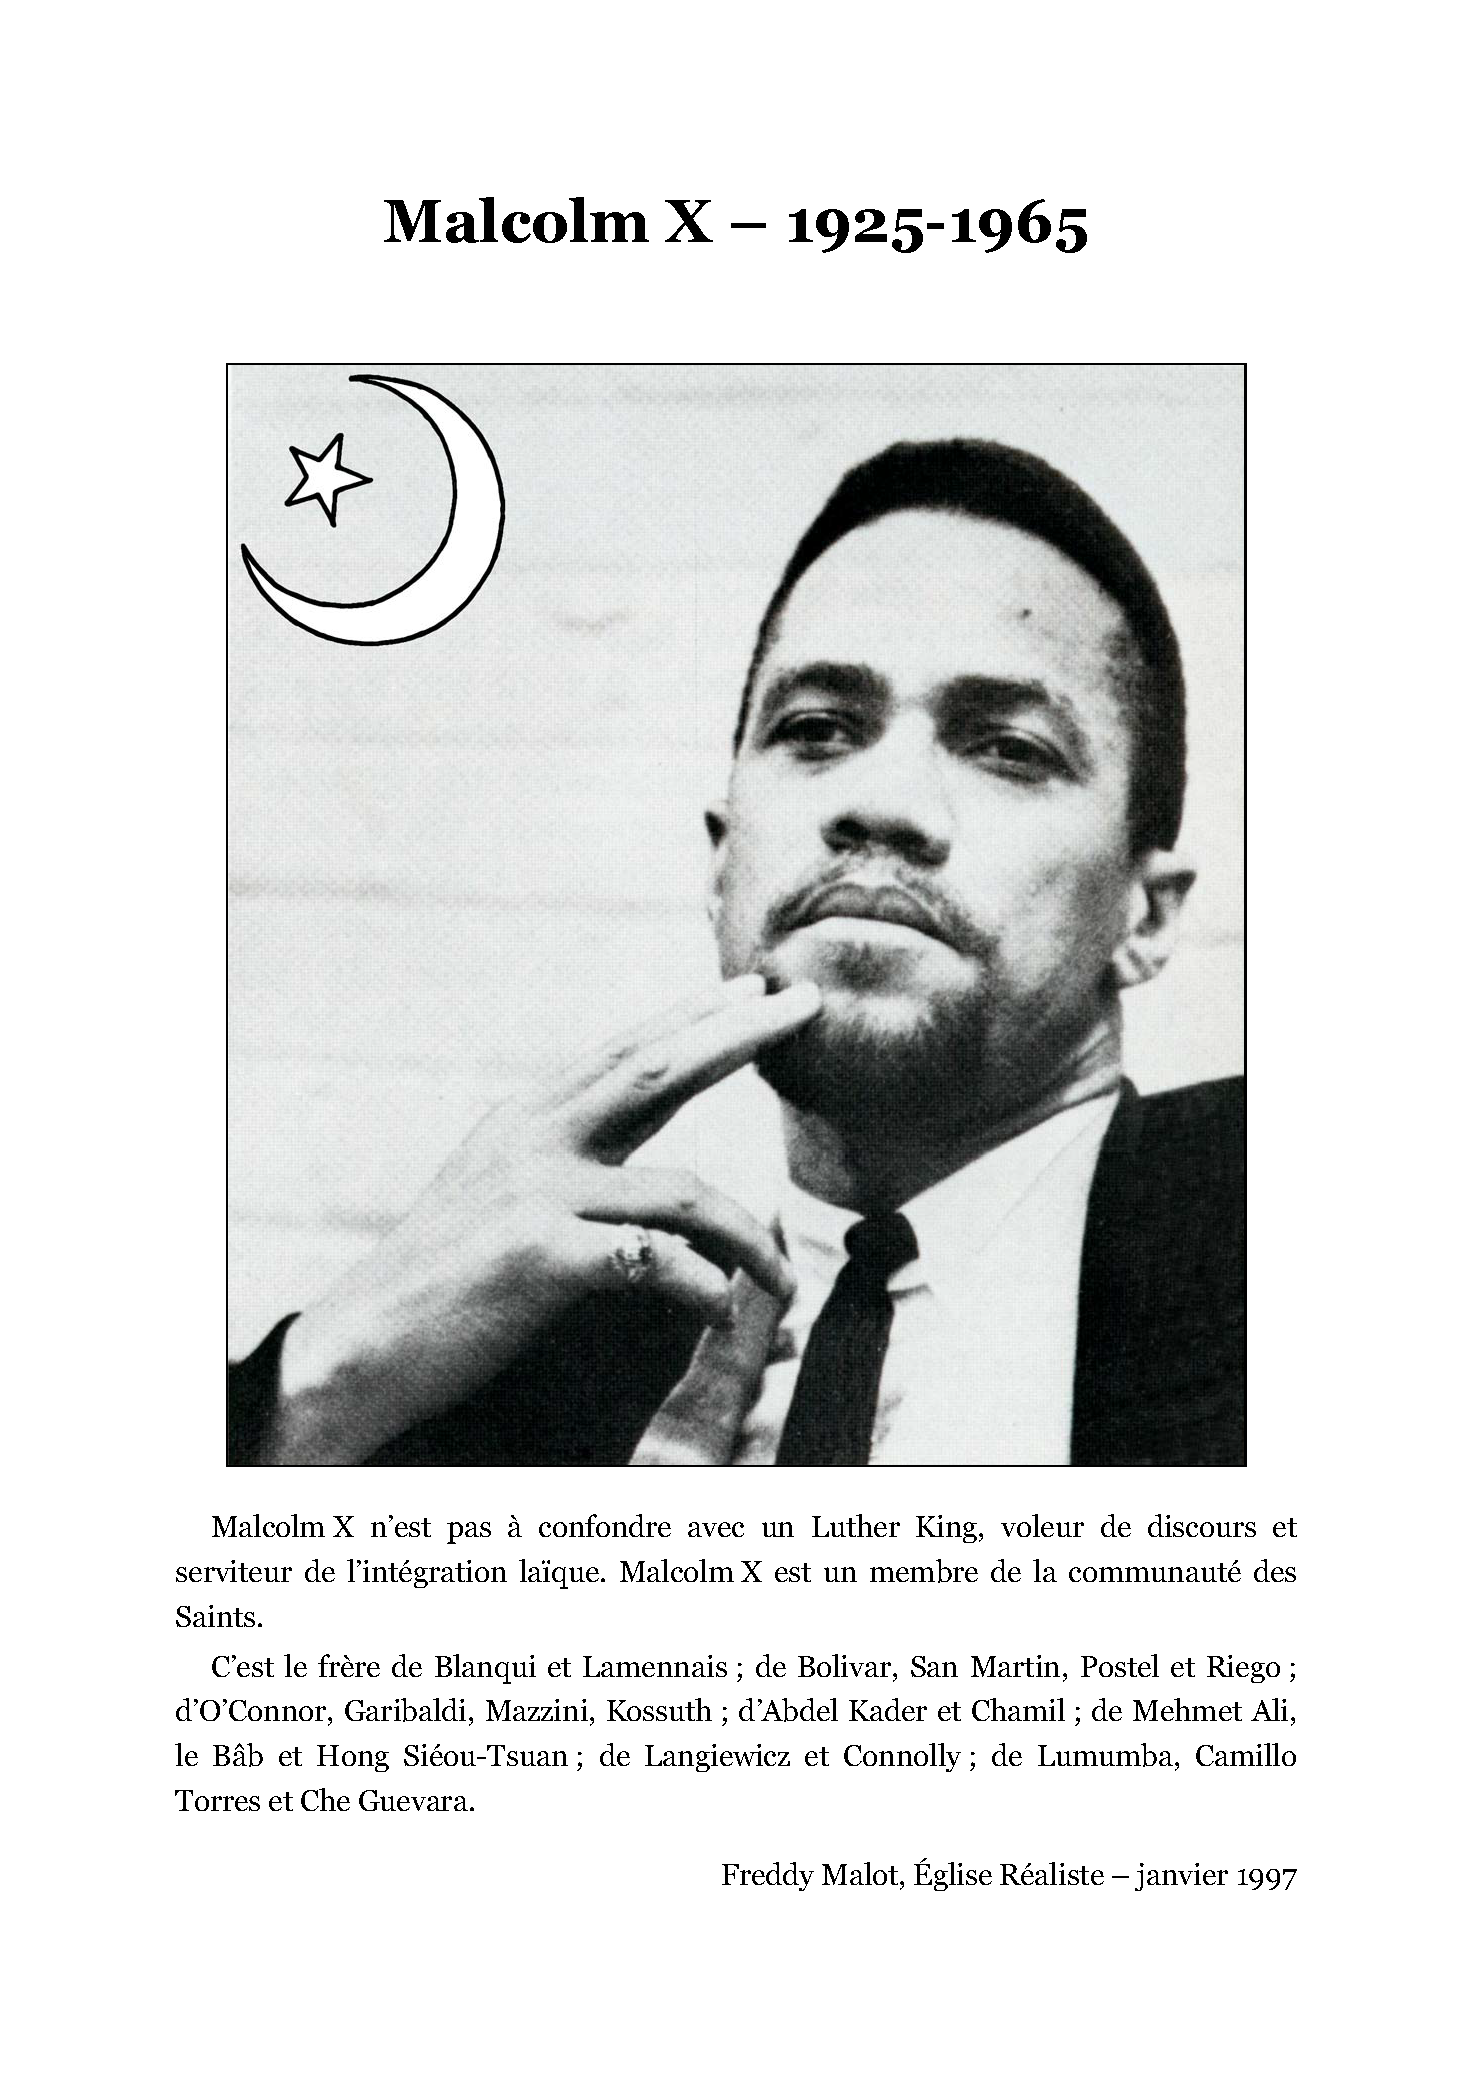 Malcolm X – 1925-1965
Malcolm X n’est pas à confondre avec un Luther King, voleur de discours et
serviteur de l’intégration laïque. Malcolm X est un membre de la communauté des
Saints.
C’est le frère de Blanqui et Lamennais ; de Bolivar, San Martin, Postel et Riego ;
d’O’Connor, Garibaldi, Mazzini, Kossuth ; d’Abdel Kader et Chamil ; de Mehmet Ali,
le Bâb et Hong Siéou-Tsuan ; de Langiewicz et Connolly ; de Lumumba, Camillo
Torres et Che Guevara.
Freddy Malot, Église Réaliste – janvier 1997